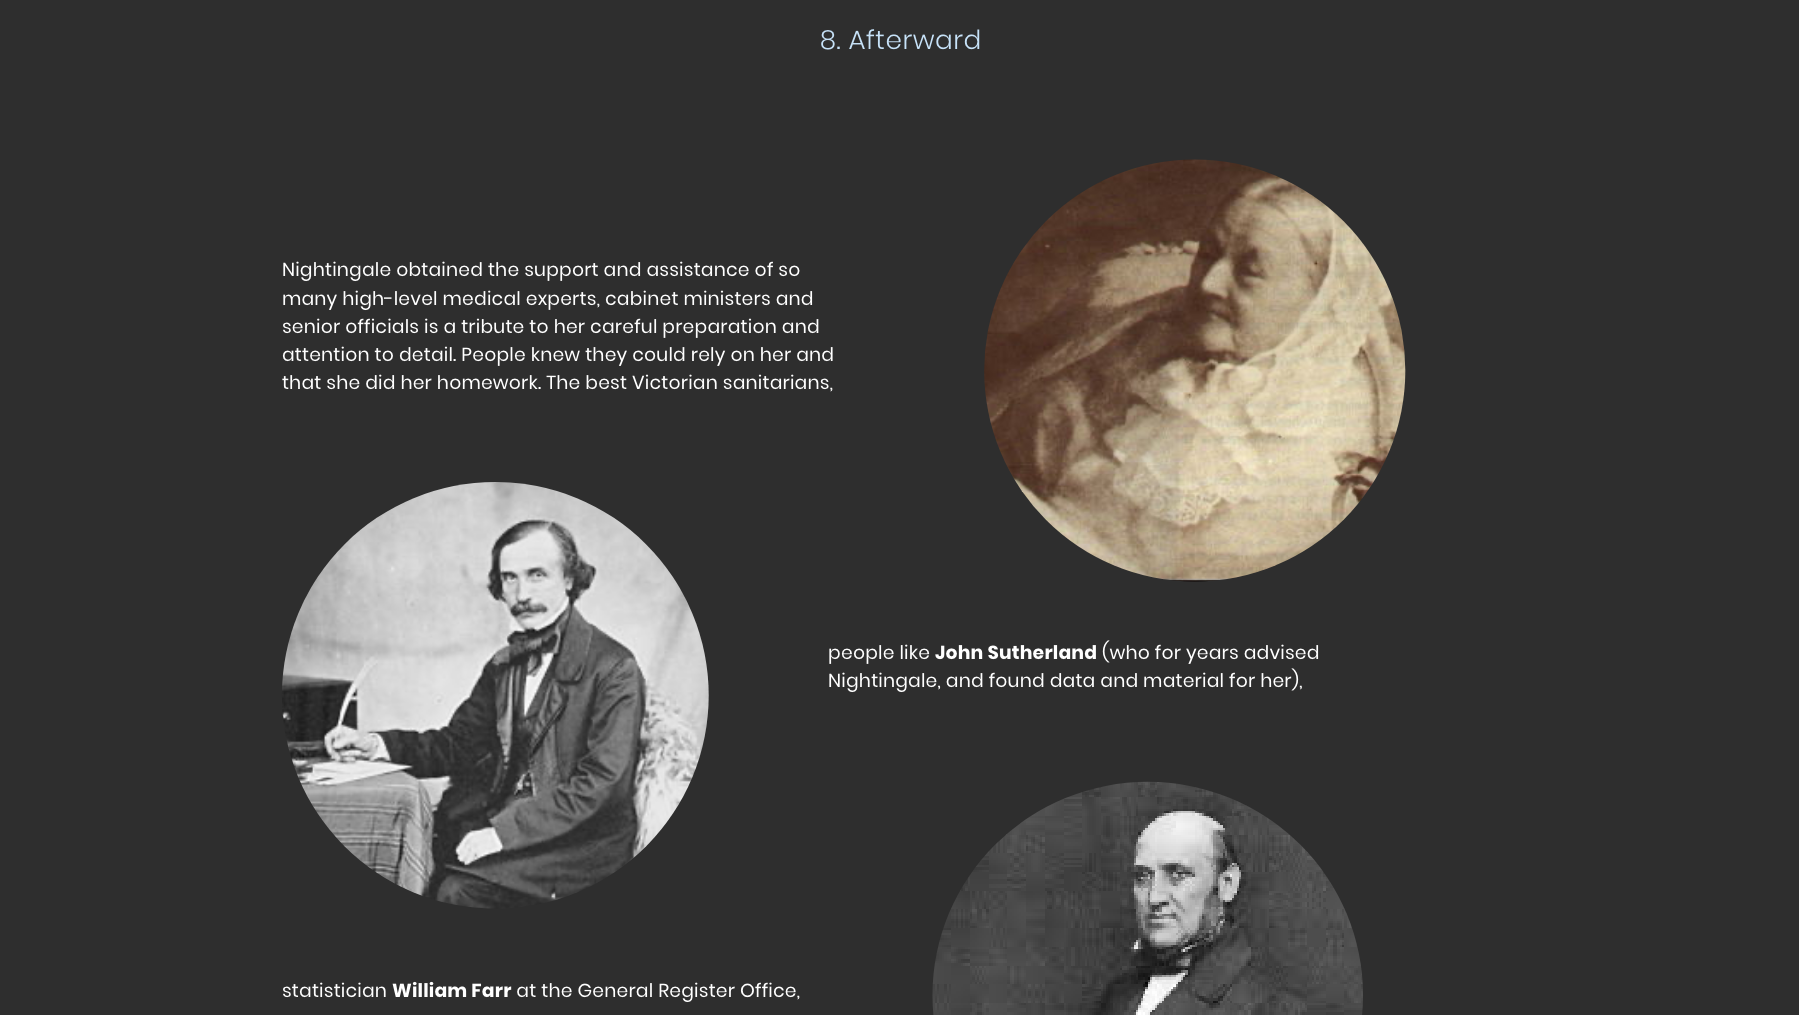 8. Afterward
Nightingale obtained the support and assistance of so
many high-level medical experts, cabinet ministers and
senior officials is a tribute to her careful preparation and
attention to detail. People knew they could rely on her and
that she did her homework. The best Victorian sanitarians,
people like John Sutherland (who for years advised
Nightingale, and found data and material for her),
statistician William Farr at the General Register Office,